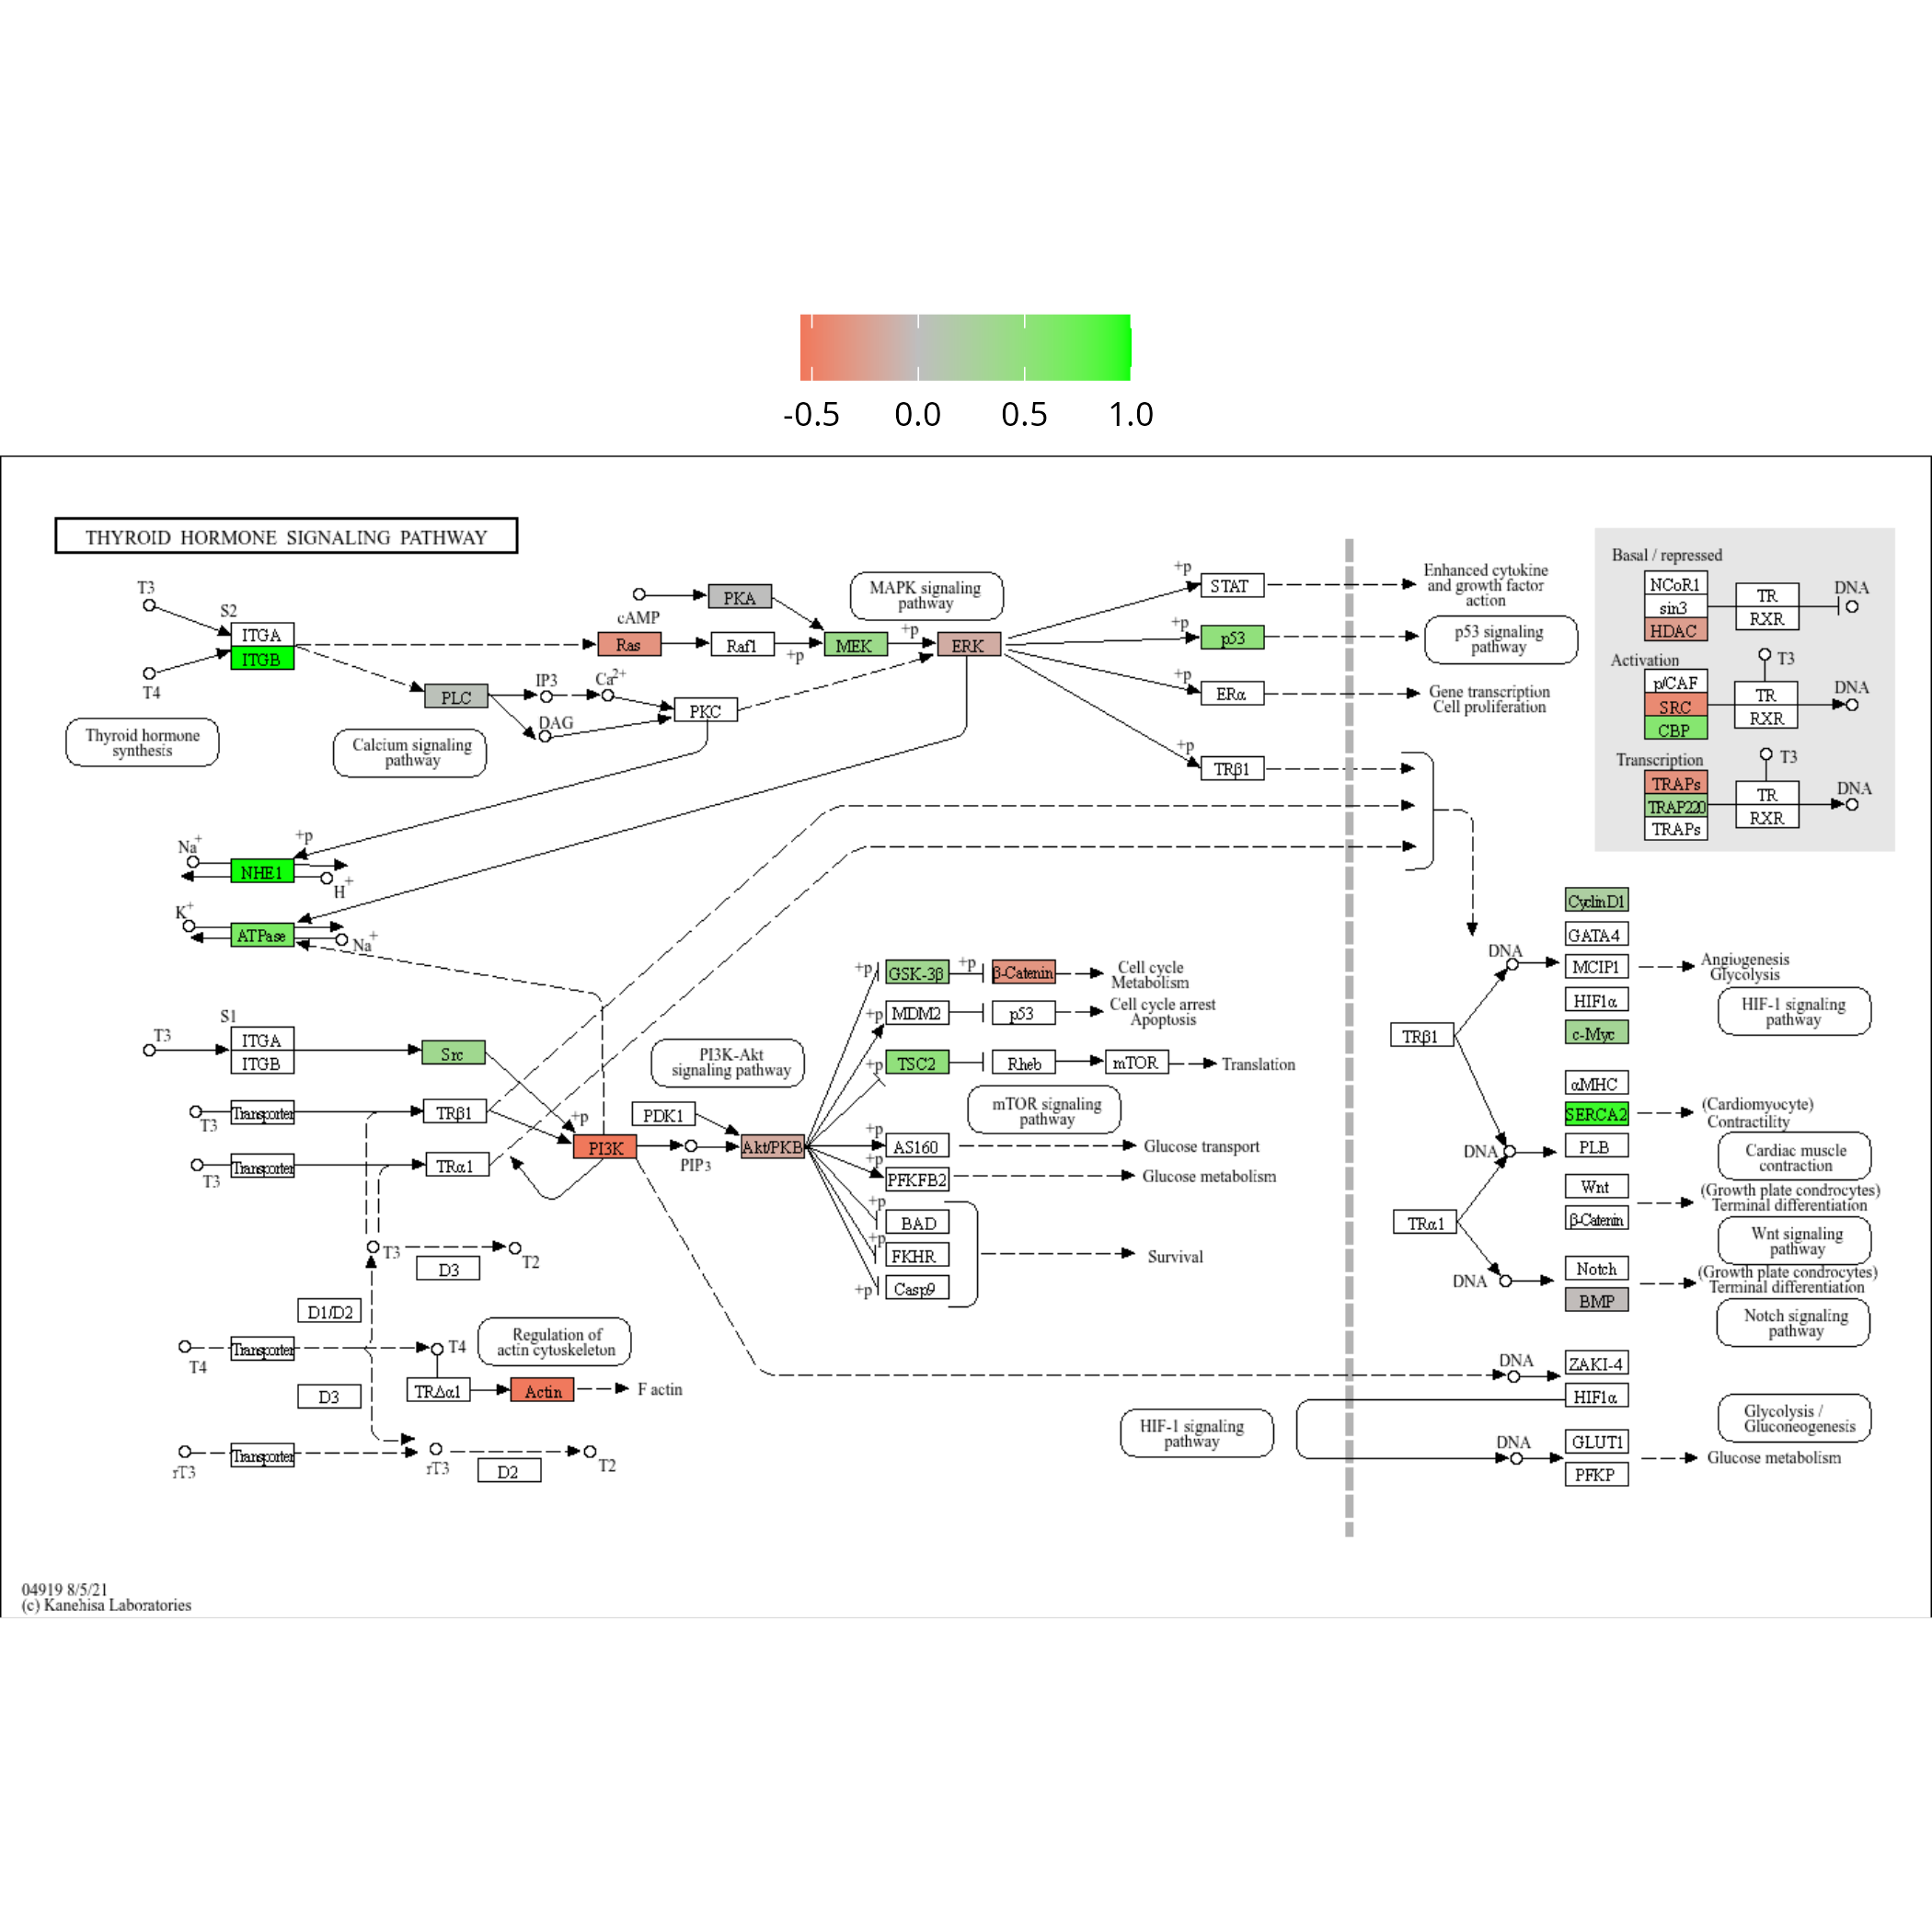 -0.5 0.0 0.5 1.0
THYROID HORMONE SIGNALING PATHWAY
T3
S2
ITGA
ITGB
T4
Thyroid hormone
synthesis
PLC
Calcium signaling
pathway
IP3
Ca2+
DAG
PKC
cAMP
PKA
Ras
Raf1
+p
MEK
+p
ERK
MAPK signaling
pathway
+p
STAT
Enhanced cytokine
and growth factor
action
+p
p53
p53 signaling
pathway
+p
ERα
Gene transcription
Cell proliferation
+p
TRβ1
Basal / repressed
NCoR1
sin3
HDAC
TR
RXR
DNA
Activation
p/CAF
SRC
CBP
T3
TR
RXR
DNA
Transcription
TRAPs
TRAP220
TRAPs
T3
TR
RXR
DNA
Na+
+p
NHE1
H+
K+
ATPase
Na+
S1
T3
ITGA
ITGB
Src
T3
Transporter
TRβ1
T3
Transporter
TRα1
+p
PI3K
PIP3
PDK1
Akt/PKB
PI3K-Akt
signaling pathway
+p
GSK-3β
+p
β-Catenin
Cell cycle
Metabolism
+p
MDM2
p53
Cell cycle arrest
Apoptosis
+p
TSC2
Rheb
mTOR
Translation
mTOR signaling
pathway
+p
AS160
Glucose transport
+p
PFKFB2
Glucose metabolism
+p
BAD
+p
FKHR
+p
Casp9
Survival
T3
D3
T2
D1/D2
T4
Transporter
T4
Regulation of
actin cytoskeleton
D3
TRΔα1
Actin
F actin
rT3
Transporter
rT3
D2
T2
CyclinD1
GATA4
DNA
MCIP1
Angiogenesis
Glycolysis
HIF1α
HIF-1 signaling
pathway
TRβ1
c-Myc
αMHC
SERCA2
(Cardiomyocyte)
Contractility
DNA
PLB
Cardiac muscle
contraction
Wnt
(Growth plate condrocytes)
Terminal differentiation
β-Catenin
TRα1
Wnt signaling
pathway
Notch
(Growth plate condrocytes)
Terminal differentiation
DNA
BMP
Notch signaling
pathway
DNA
ZAKI-4
HIF1α
HIF-1 signaling
pathway
Glycolysis /
Gluconeogenesis
DNA
GLUT1
PFKP
Glucose metabolism
04919 8/5/21
(c) Kanehisa Laboratories